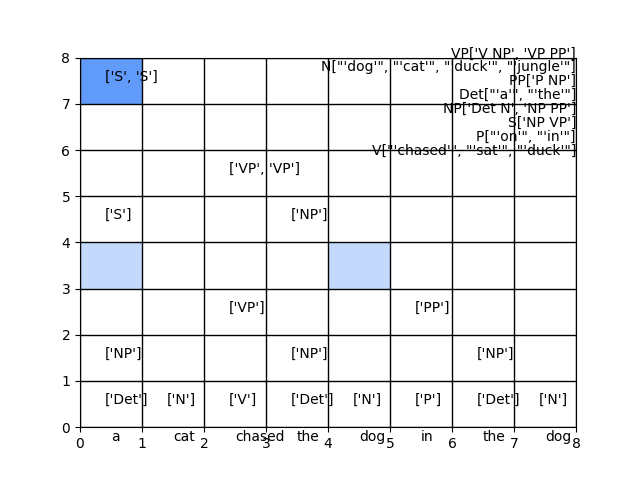 VP['V NP', 'VP PP']
8
N["'dog'", "'cat'", "'duck'", "'jungle'"]
['S', 'S']
PP['P NP']
Det["'a'", "'the'"]
7
NP['Det N', 'NP PP']
S['NP VP']
P["'on'", "'in'"]
6
V["'chased'", "'sat'", "'duck'"]
['VP', 'VP']
5
['S'] ['NP']
4
3
['VP'] ['PP']
2
['NP'] ['NP'] ['NP']
1
['Det'] ['N'] ['V'] ['Det'] ['N'] ['P'] ['Det'] ['N']
0
a cat chased the dog in the dog
0 1 2 3 4 5 6 7 8